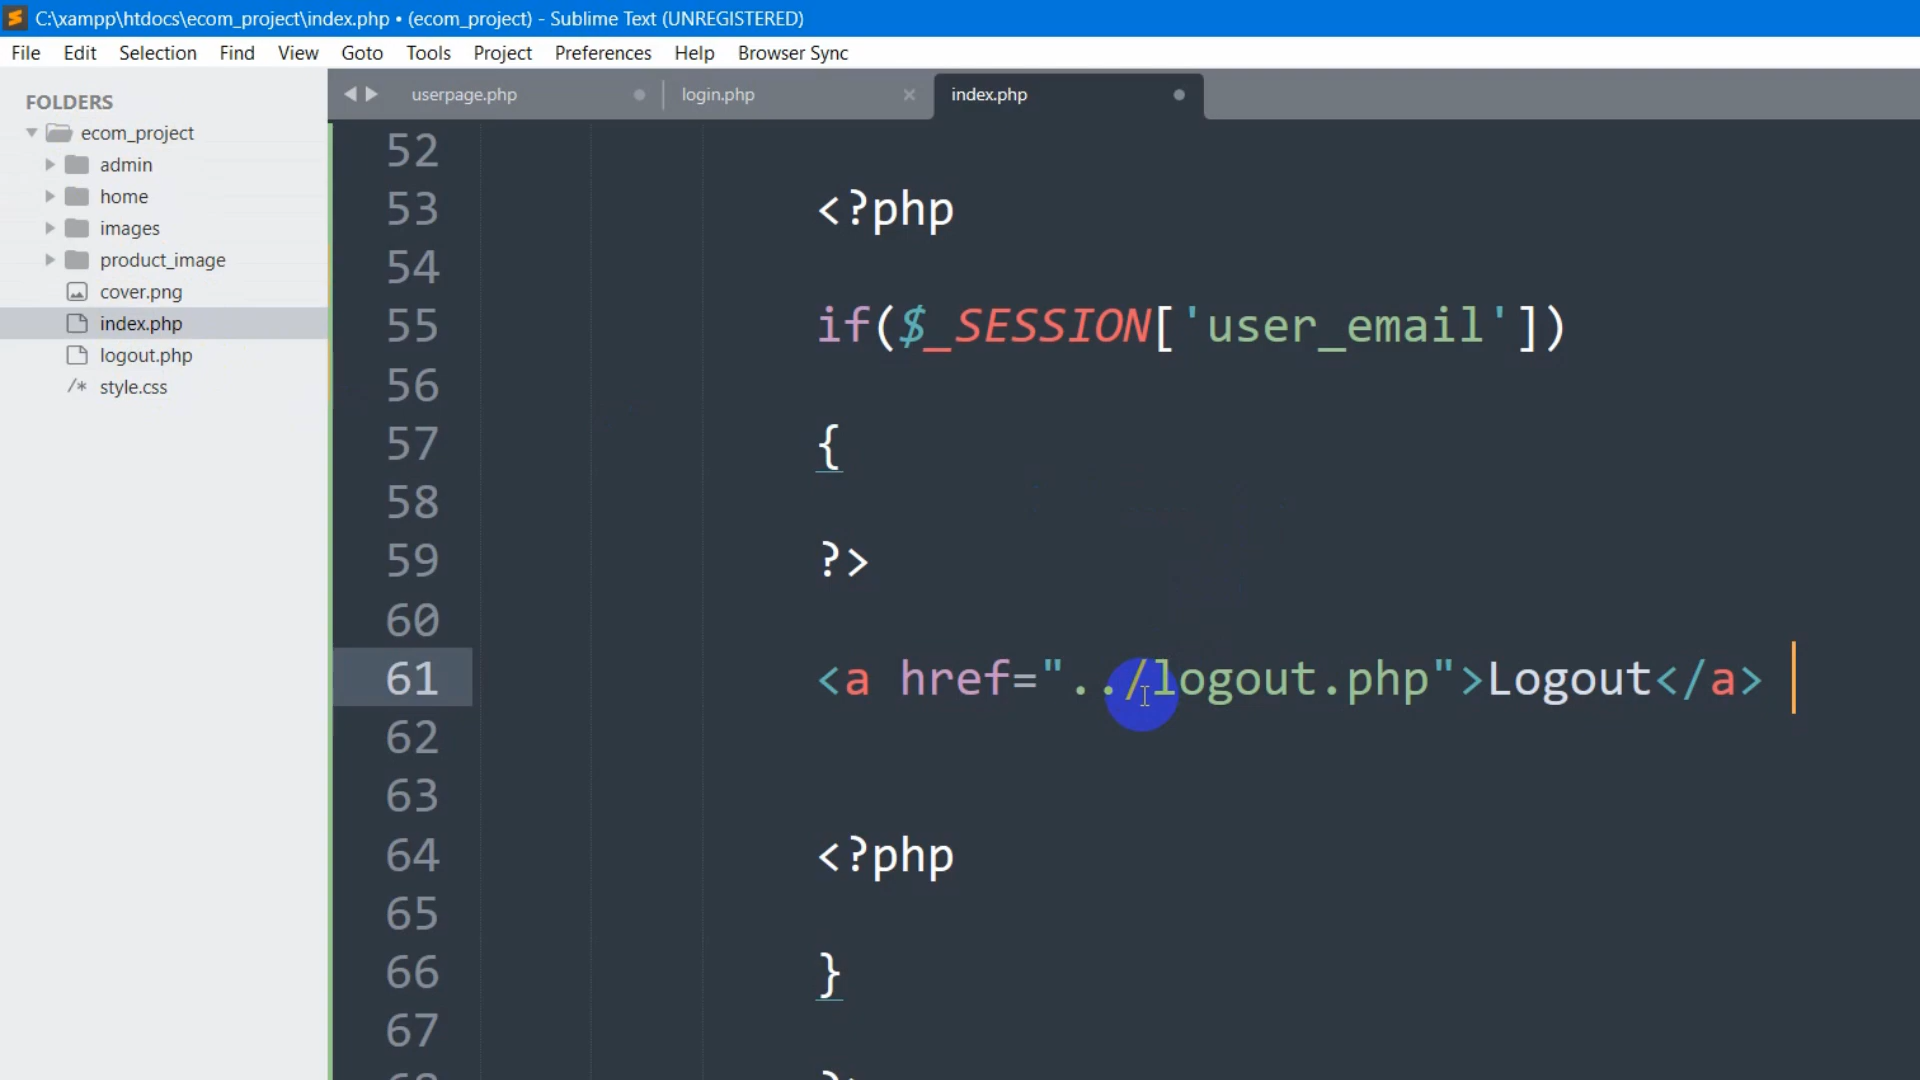 C:\xampp\htdocs\ecom_project\index.php • (ecom_project) - Sublime Text (UNREGISTERED)
File Edit Selection Find View Goto Tools Project Preferences Help Browser Sync
FOLDERS
ecom_project
admin
home
images
product_image
cover.png
index.php
logout.php
/* style.css
userpage.php login.php index.php
52
53 <?php
54
55 if($_SESSION['user_email'])
56
57 {
58
59 ?>
60
61 <a href="../logout.php">Logout</a>
62
63
64 <?php
65
66 }
67